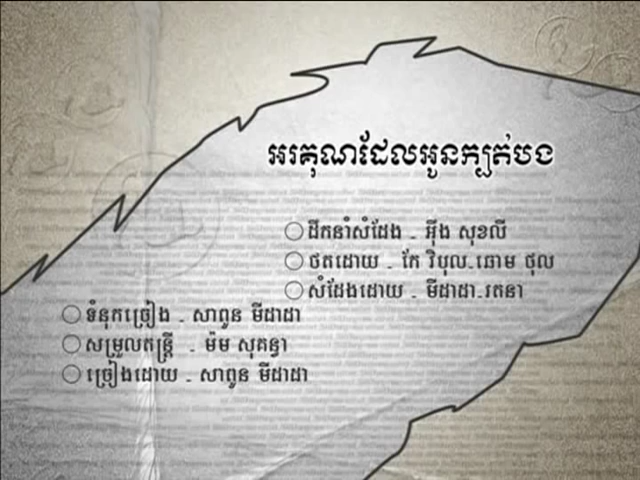 អរគុណដែលអូនក្បត់បង
ដឹកនាំសំដែង - អ៊ឹង សុខលី
ថតដោយ - កែ វិបុល-ឆោម ថុល
សំដែងដោយ - មីដាដា-រតនា
ទំនុកច្រៀង - សាពូន មីដាដា
សម្រួលតន្ត្រី - ម៉ម សុគន្ធា
ច្រៀងដោយ - សាពូន មីដាដា